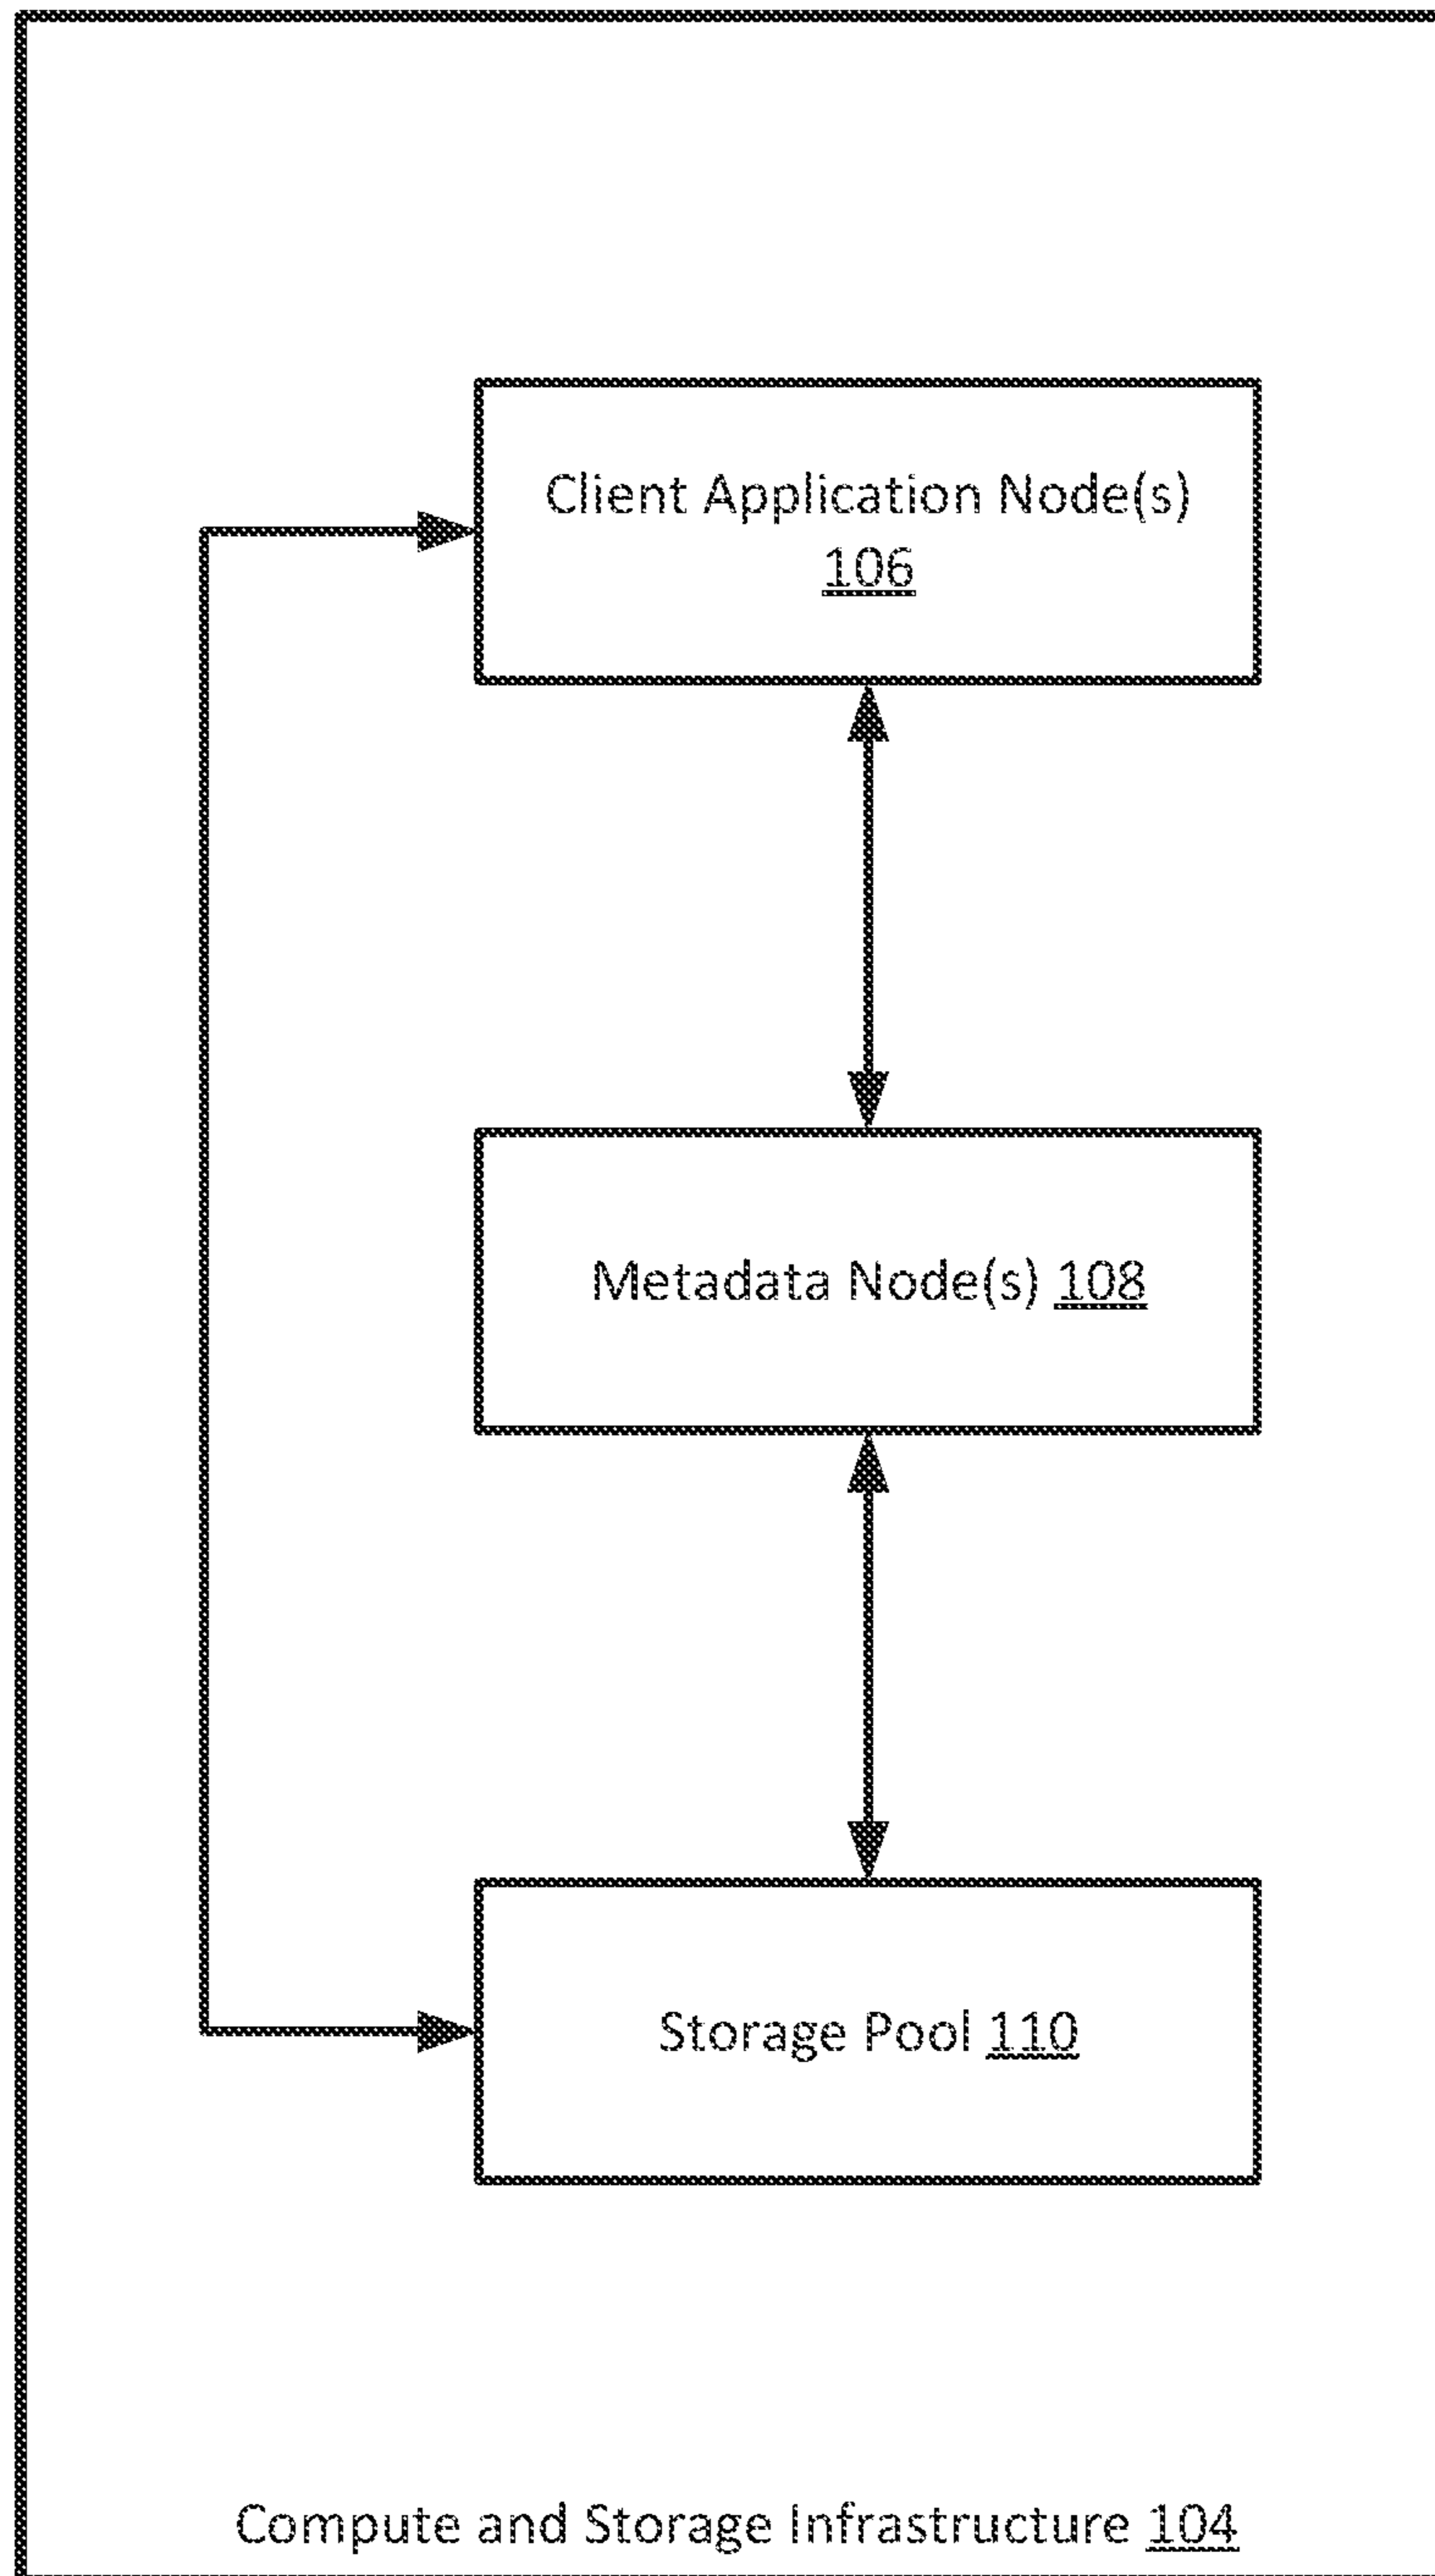 Client Application Node(s)
106
Metadata Node(s) 108
Storage Pool 110
Compute and Storage Infrastructure 104